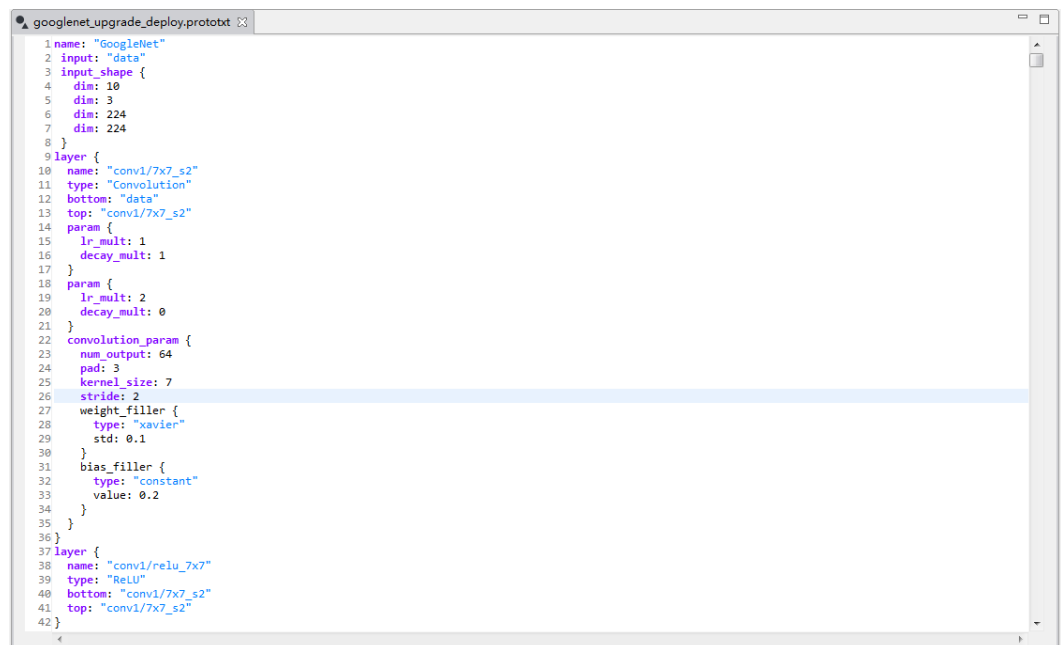 googlenet_upgrade_deploy.prototxt
1 name: "GoogleNet"
2 input: "data"
3 input_shape {
4 dim: 10
5 dim: 3
6 dim: 224
7 dim: 224
8 }
9 layer {
10 name: "conv1/7x7_s2"
11 type: "Convolution"
12 bottom: "data"
13 top: "conv1/7x7_s2"
14 param {
15 lr_mult: 1
16 decay_mult: 1
17 }
18 param {
19 lr_mult: 2
20 decay_mult: 0
21 }
22 convolution_param {
23 num_output: 64
24 pad: 3
25 kernel_size: 7
26 stride: 2
27 weight_filler {
28 type: "xavier"
29 std: 0.1
30 }
31 bias_filler {
32 type: "constant"
33 value: 0.2
34 }
35 }
36 }
37 layer {
38 name: "conv1/relu_7x7"
39 type: "ReLU"
40 bottom: "conv1/7x7_s2"
41 top: "conv1/7x7_s2"
42 }